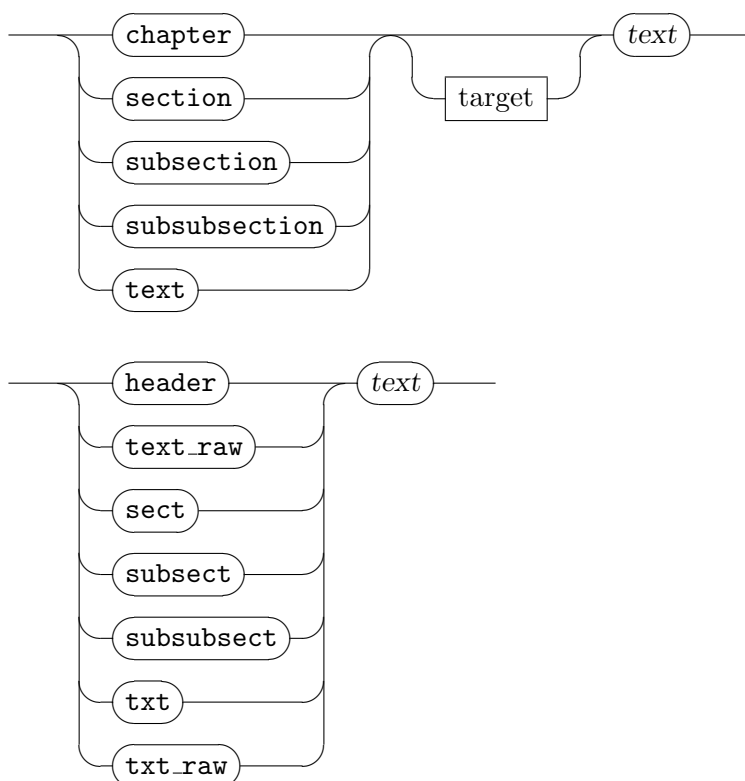 chapter text
section target
subsection
subsubsection
text
header text
text_raw
sect
subsect
subsubsect
txt
txt_raw